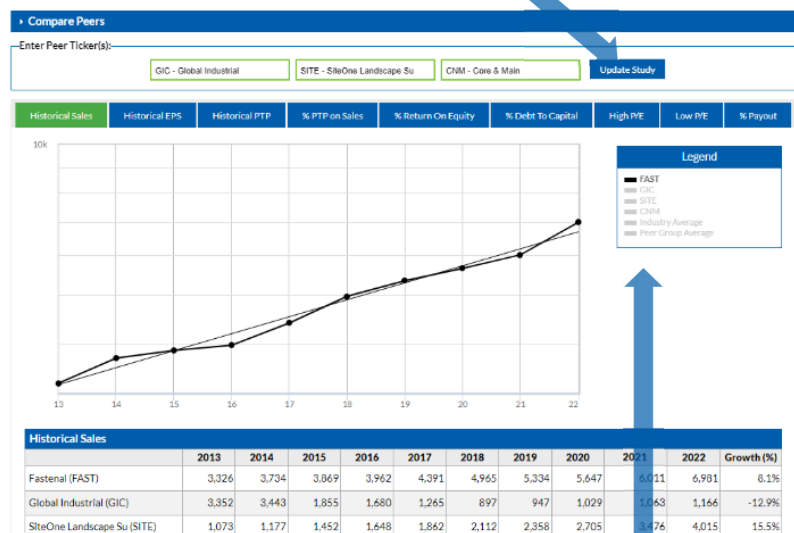 › Compare Peers
Enter Peer Ticker(s):
GIC - Global Industrial SITE - SiteOne Landscape Su CNM - Core & Main Update Study
Historical Sales Historical EPS Historical PTP % PTP on Sales % Return On Equity % Debt To Capital High P/E Low P/E % Payout
10k
Legend
FAST
GIC
SITE
CNM
Industry Average
Peer Group Average
13 14 15 16 17 18 19 20 21 22
Historical Sales
2013 2014 2015 2016 2017 2018 2019 2020 2021 2022 Growth (%)
Fastenal (FAST) 3,326 3,734 3,869 3,962 4,391 4,965 5,334 5,647 6,011 6,981 8.1%
Global Industrial (GIC) 3,352 3,443 1,855 1,680 1,265 897 947 1,029 1,063 1,166 -12.9%
SiteOne Landscape Su (SITE) 1,073 1,177 1,452 1,648 1,862 2,112 2,358 2,705 3,476 4,015 15.5%